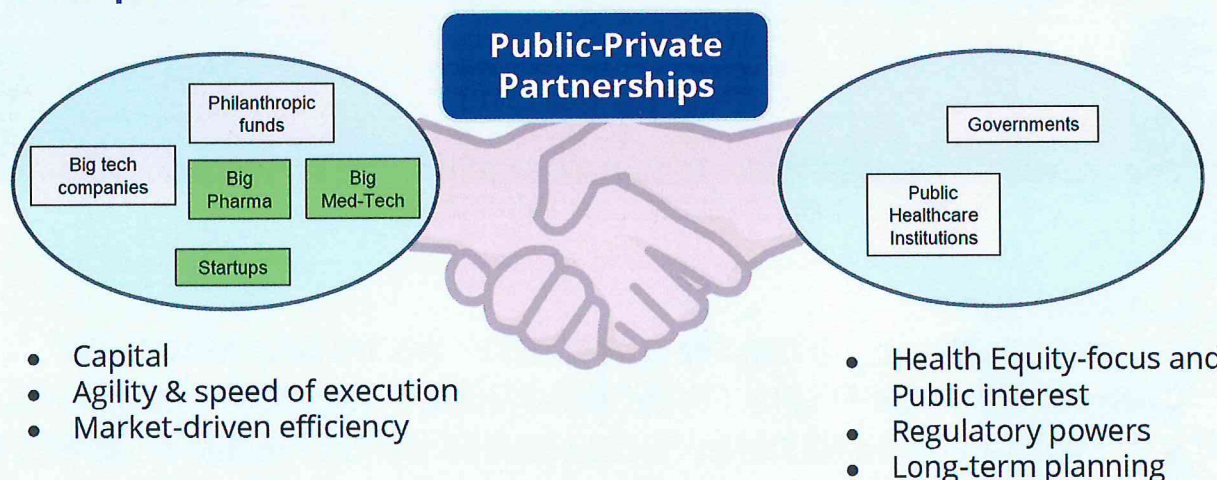 Public-Private
Partnerships
Philanthropic
funds
Big tech
companies
Big
Pharma
Big
Med-Tech
Startups
Governments
Public
Healthcare
Institutions
• Capital
• Agility & speed of execution
• Market-driven efficiency
• Health Equity-focus and
Public interest
• Regulatory powers
• Long-term planning